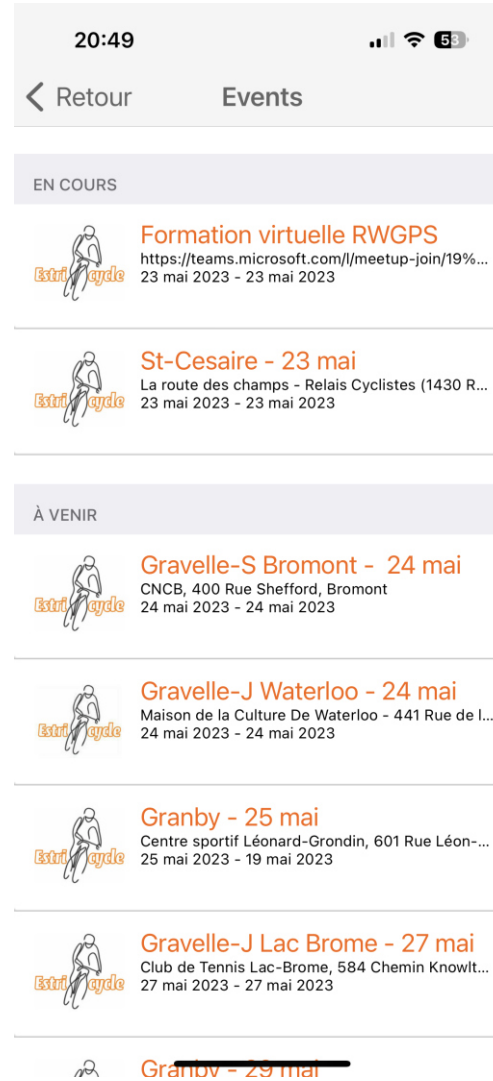 20:49
53
Retour
Events
EN COURS
Estri cycle
Formation virtuelle RWGPS
https://teams.microsoft.com/l/meetup-join/19%...
23 mai 2023 - 23 mai 2023
Estri cycle
St-Cesaire - 23 mai
La route des champs - Relais Cyclistes (1430 R...
23 mai 2023 - 23 mai 2023
À VENIR
Estri cycle
Gravelle-S Bromont -  24 mai
CNCB, 400 Rue Shefford, Bromont
24 mai 2023 - 24 mai 2023
Estri cycle
Gravelle-J Waterloo - 24 mai
Maison de la Culture De Waterloo - 441 Rue de l...
24 mai 2023 - 24 mai 2023
Estri cycle
Granby - 25 mai
Centre sportif Léonard-Grondin, 601 Rue Léon-...
25 mai 2023 - 19 mai 2023
Estri cycle
Gravelle-J Lac Brome - 27 mai
Club de Tennis Lac-Brome, 584 Chemin Knowlt...
27 mai 2023 - 27 mai 2023
Granby - 29 mai